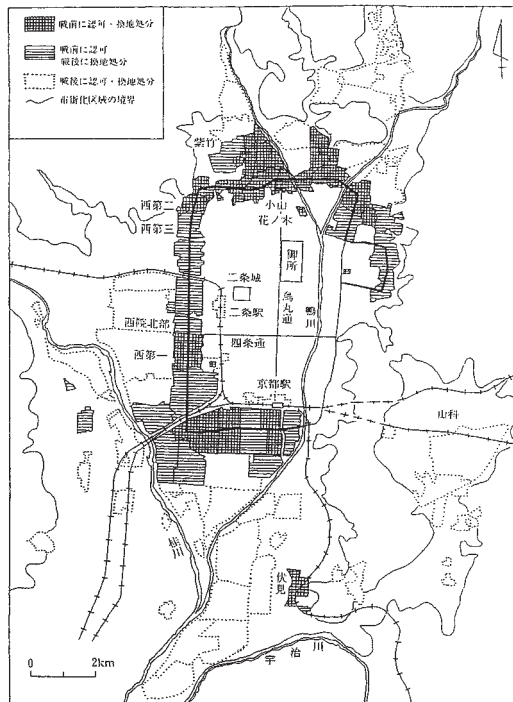 戦前に認可・換地処分
戦前に認可
戦後に換地処分
戦後に認可・換地処分
市街化区域の境界
紫竹
西第二
西第三
小山
花ノ木
御所
二条城
二条駅
烏丸通
鴨川
西院北部
四条通
西第一
京都駅
山科
桂川
伏見
宇治川
0 2km